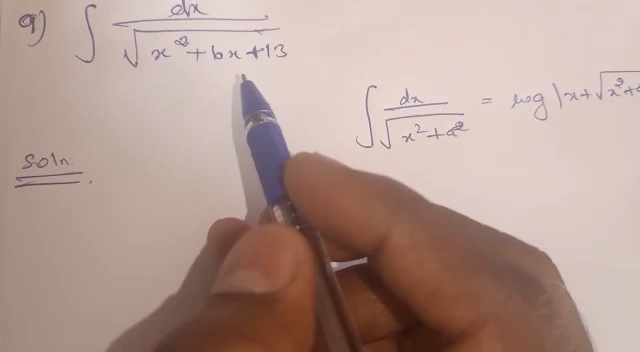 9) ∫ dx / √(x² + 6x + 13)
∫ dx / √(x² + a²) = log |x + √(x² +
Soln: